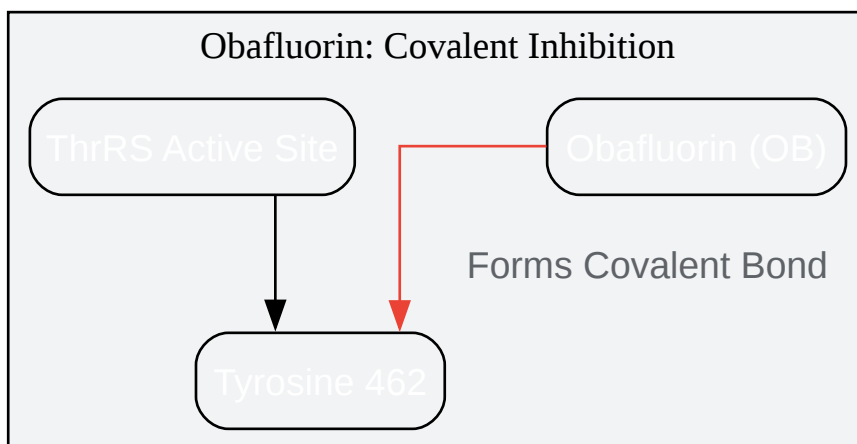 Obafluorin: Covalent Inhibition
ThrRS Active Site
Obafluorin (OB)
Forms Covalent Bond
Tyrosine 462